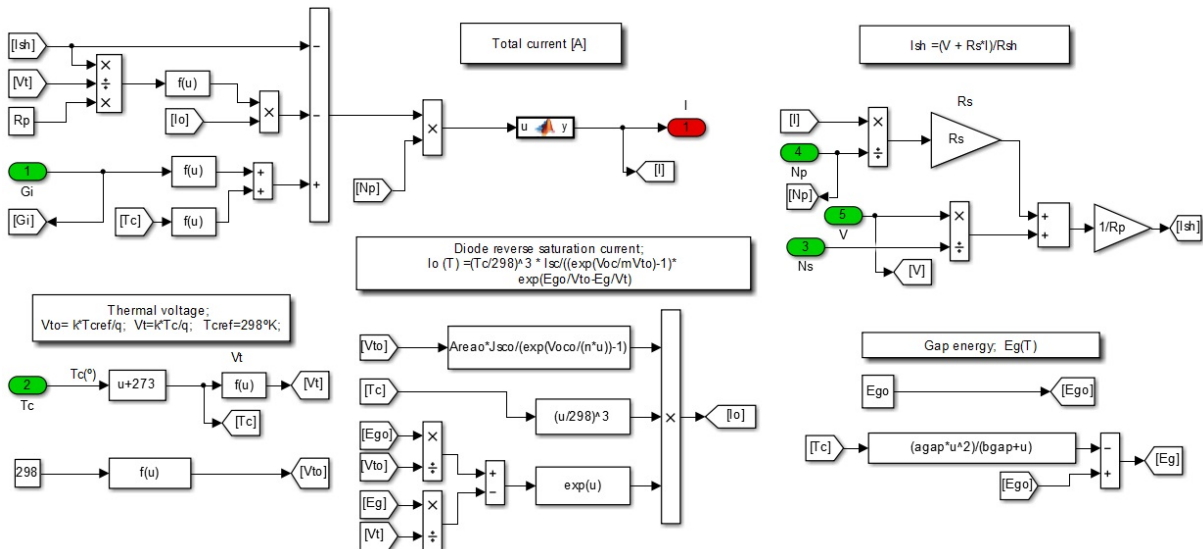 [Ish]
[Vt]
Rp
×
÷
×
f(u)
[Io]
×
1
Gi
f(u)
[Gi]
[Tc]
f(u)
+
+
−
−
+
Total current [A]
[Np]
×
u y
I
1
[I]
Ish =(V + Rs*I)/Rsh
[I]
4
Np
[Np]
×
÷
Rs
Rs
5
V
3
Ns
[V]
×
÷
+
+
1/Rp
[Ish]
Thermal voltage;
Vto= k*Tcref/q; Vt=k*Tc/q; Tcref=298ºK;
2
Tc
Tc(º)
u+273
Vt
f(u)
[Vt]
[Tc]
298
f(u)
[Vto]
Diode reverse saturation current;
Io (T) =(Tc/298)^3 * Isc/((exp(Voc/mVto)-1)*
exp(Ego/Vto-Eg/Vt)
[Vto]
Areao*Jsco/(exp(Voco/(n*u))-1)
[Tc]
(u/298)^3
[Ego]
[Vto]
×
÷
[Eg]
[Vt]
×
÷
+
−
exp(u)
×
[Io]
Gap energy; Eg(T)
Ego
[Ego]
[Tc]
(agap*u^2)/(bgap+u)
[Ego]
−
+
[Eg]